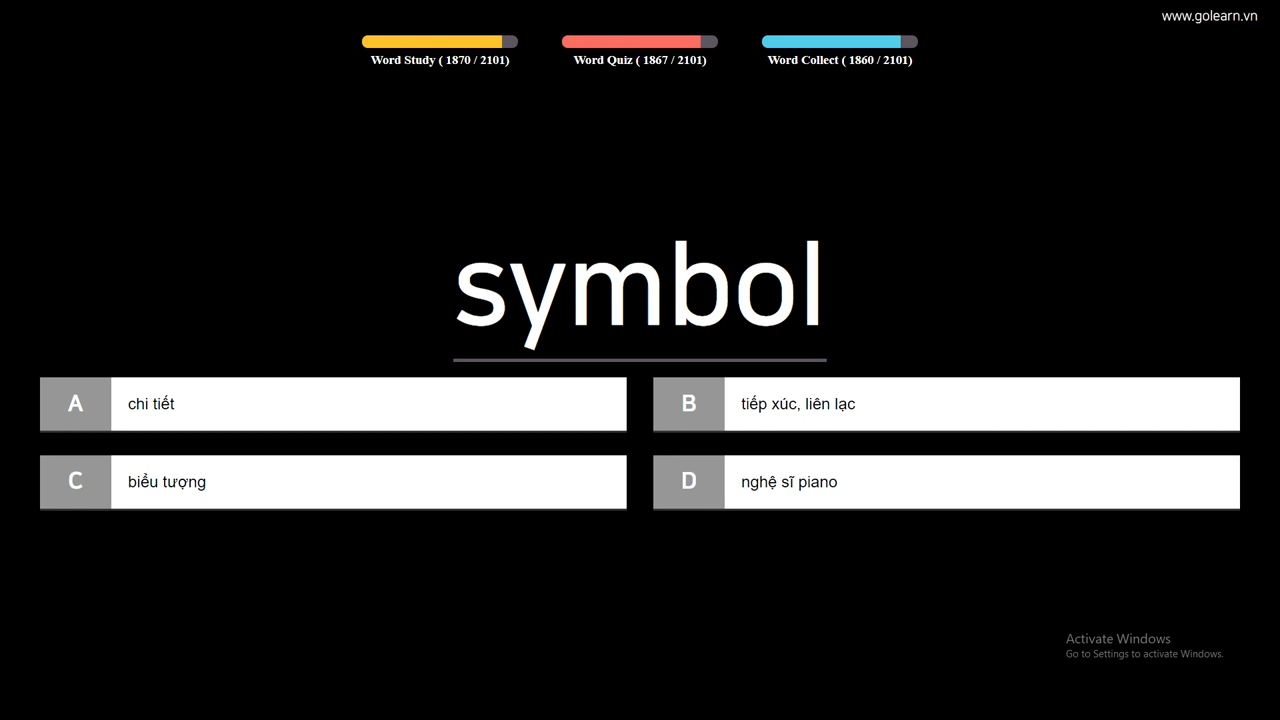 www.golearn.vn
Word Study ( 1870 / 2101)
Word Quiz ( 1867 / 2101)
Word Collect ( 1860 / 2101)
symbol
A chi tiết
B tiếp xúc, liên lạc
C biểu tượng
D nghệ sĩ piano
Activate Windows
Go to Settings to activate Windows.